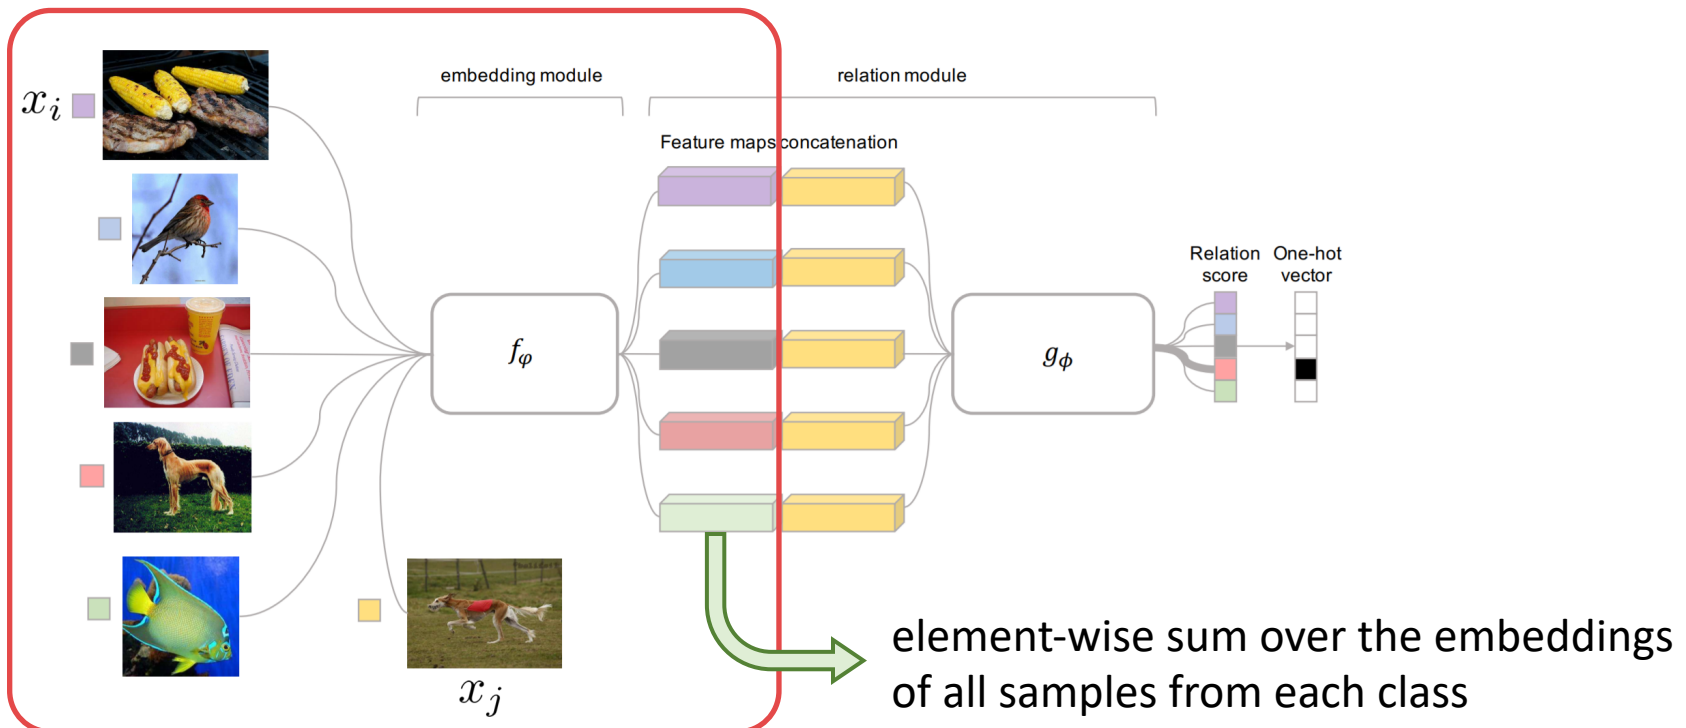 embedding module
relation module
x_i
Feature maps concatenation
Relation score
One-hot vector
f_φ
g_ϕ
x_j
element-wise sum over the embeddings
of all samples from each class